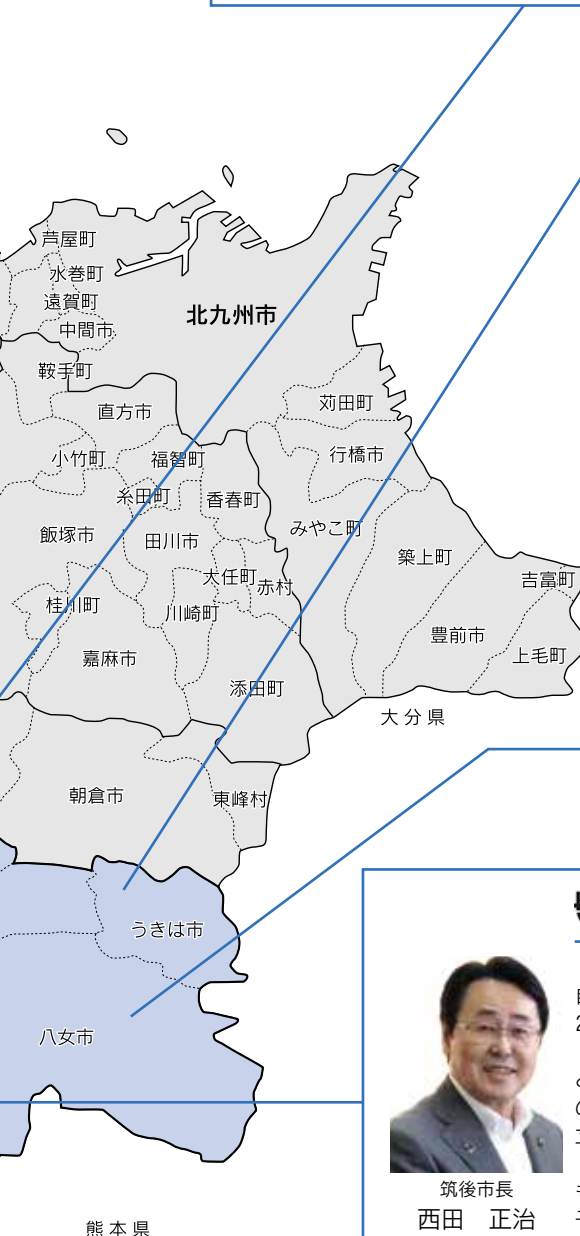 芦屋町
水巻町
遠賀町
中間市
北九州市
鞍手町
直方市
苅田町
小竹町
福智町
行橋市
糸田町
香春町
飯塚市
田川市
みやこ町
築上町
大任町
赤村
吉富町
桂川町
川崎町
豊前市
嘉麻市
上毛町
添田町
大分県
朝倉市
東峰村
うきは市
八女市
筑後市長
西田　正治
熊本県